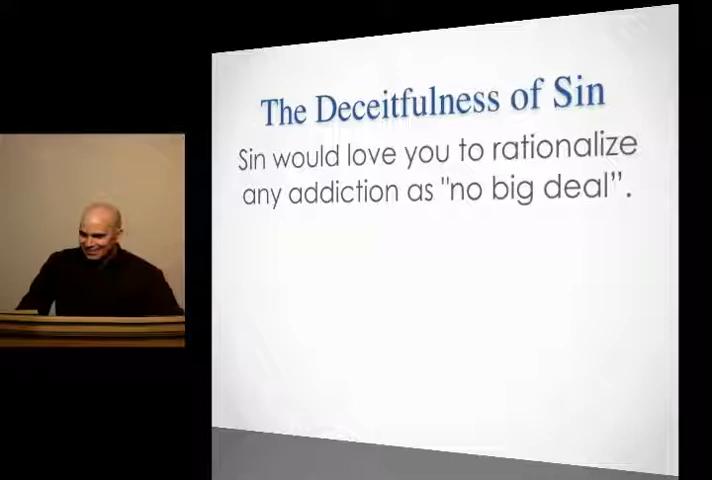 The Deceitfulness of Sin
Sin would love you to rationalize
any addiction as "no big deal”.